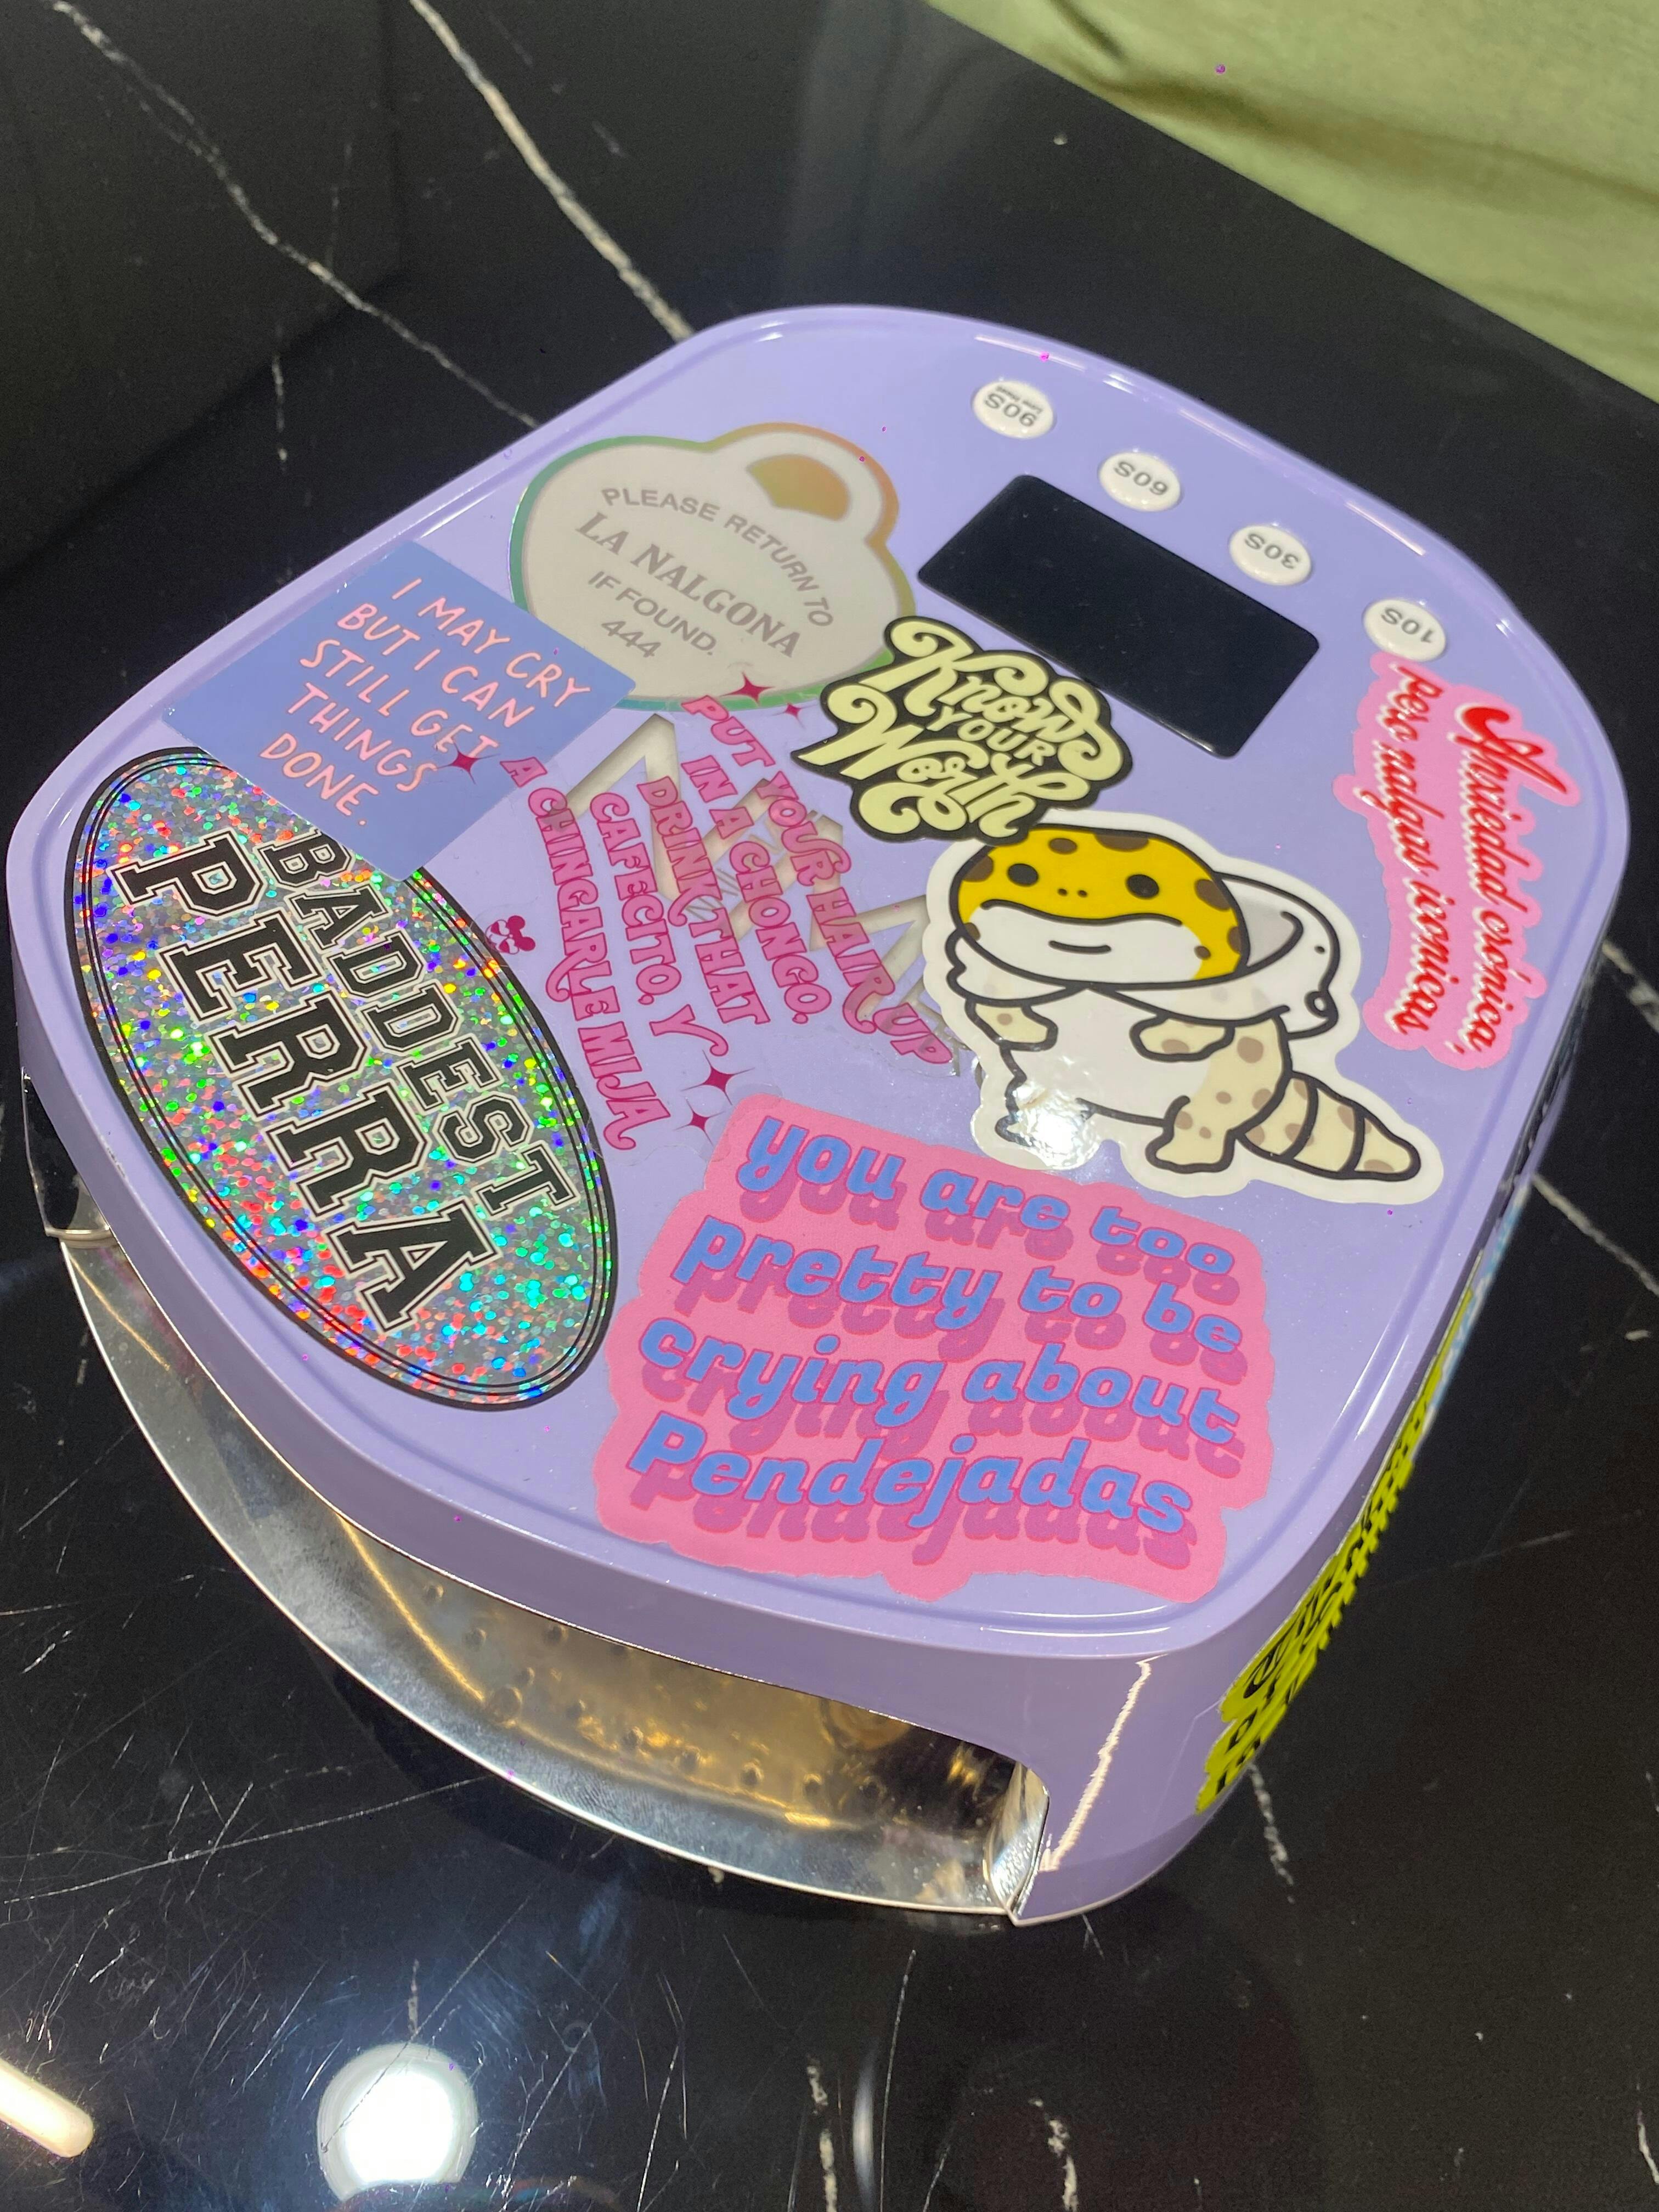 90S
60S
30S
10S
PLEASE RETURN TO
LA NALGONA
IF FOUND.
444
I MAY CRY
BUT I CAN
STILL GET
THINGS
DONE.
Know
YOUR
Worth
Anxiedad crónica,
pero nalgas icónicas
PUT YOUR HAIR UP
IN A CHONGO,
DRINK THAT
CAFECITO, Y
A CHINGARLE MIJA
BADDEST
PERRA
you are too
pretty to be
crying about
Pendejadas